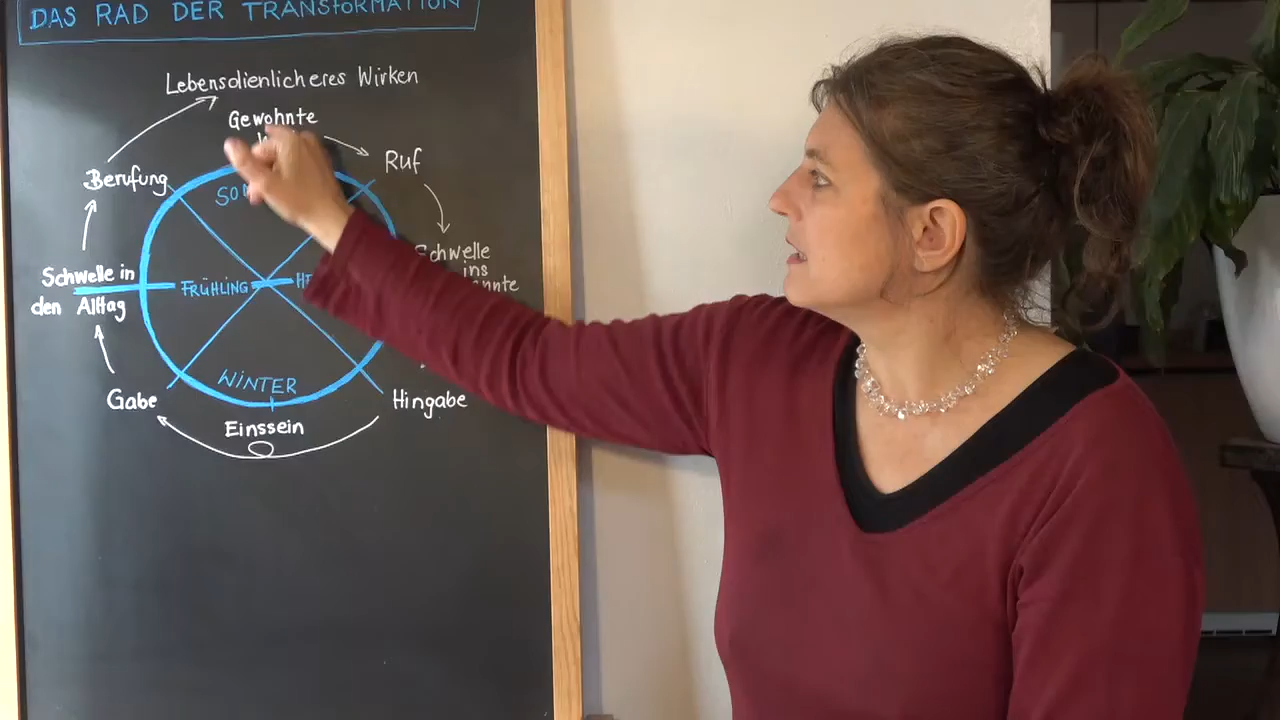 DAS RAD DER TRANSFORMATION
Lebensdienlicheres Wirken
Gewohnte
Ruf
Berufung
Schwelle
ins
Schwelle in
den Alltag
FRÜHLING
WINTER
Gabe
Hingabe
Einssein